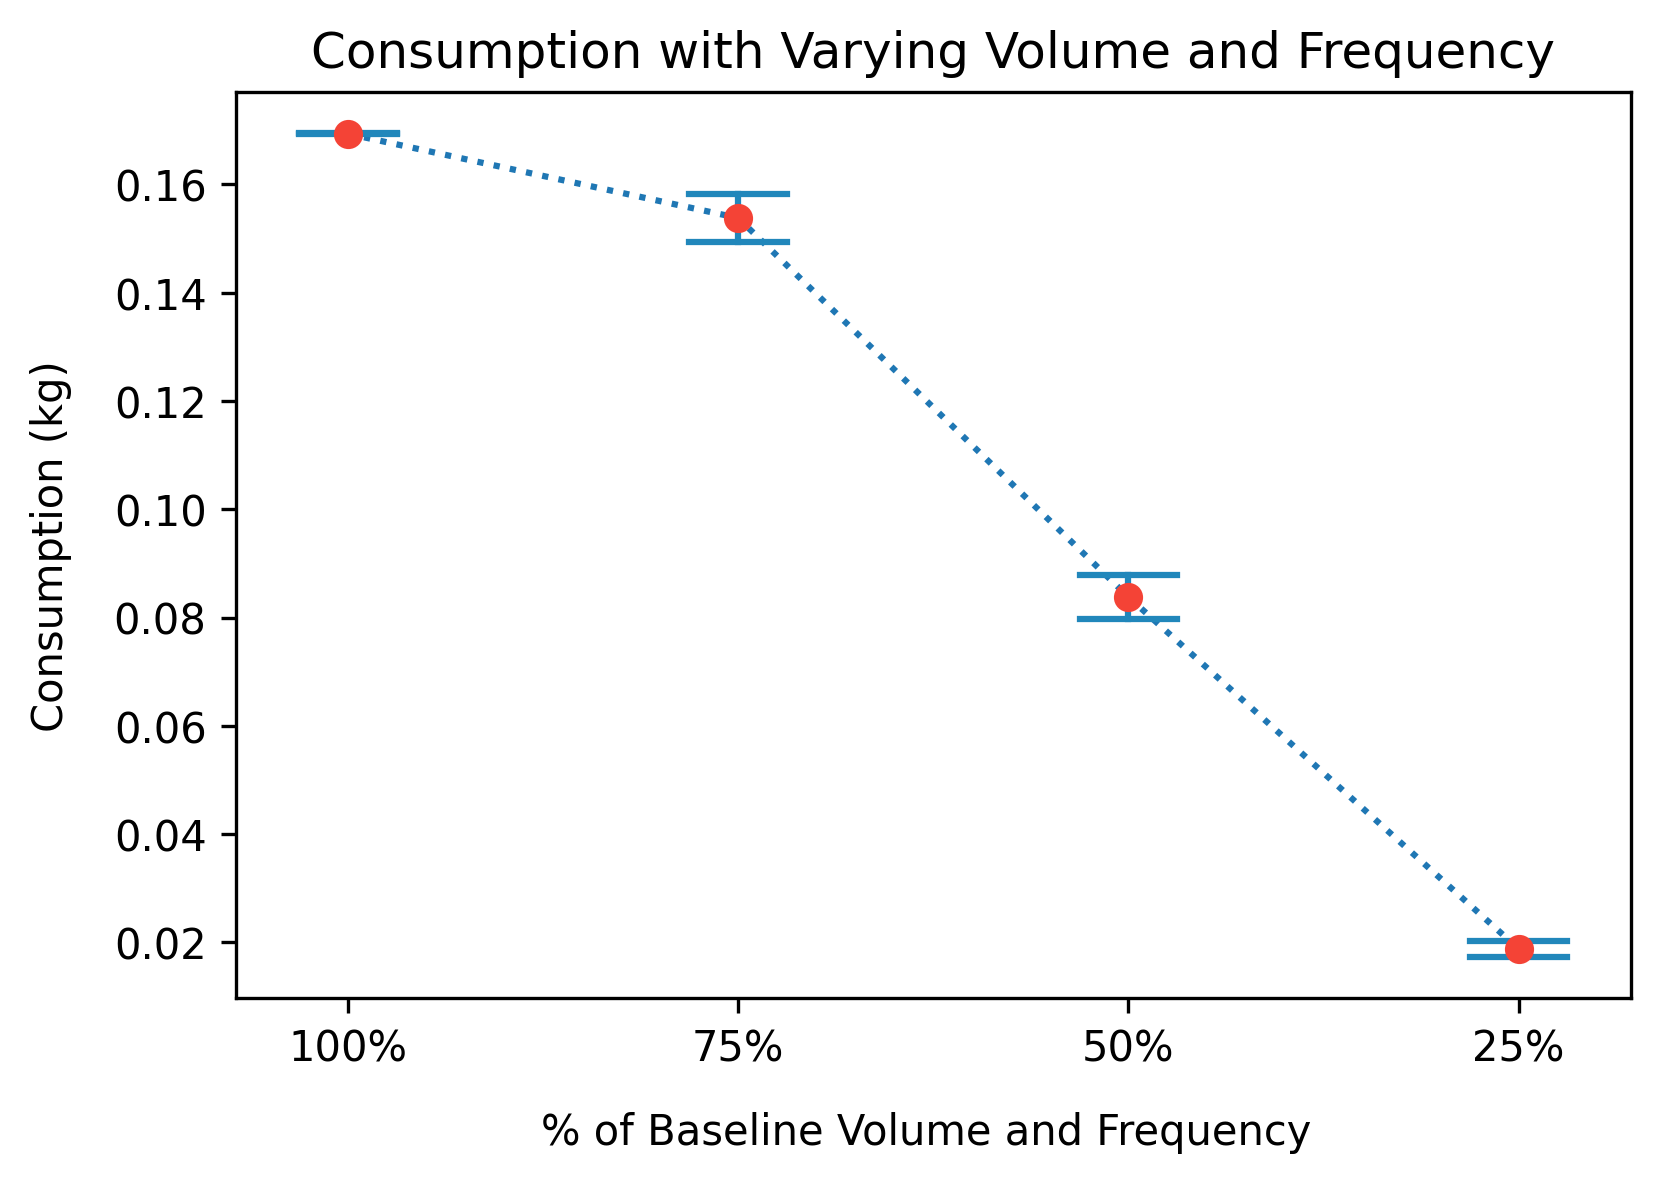 Consumption with Varying Volume and Frequency
Consumption (kg)
0.16
0.14
0.12
0.10
0.08
0.06
0.04
0.02
100% 75% 50% 25%
% of Baseline Volume and Frequency